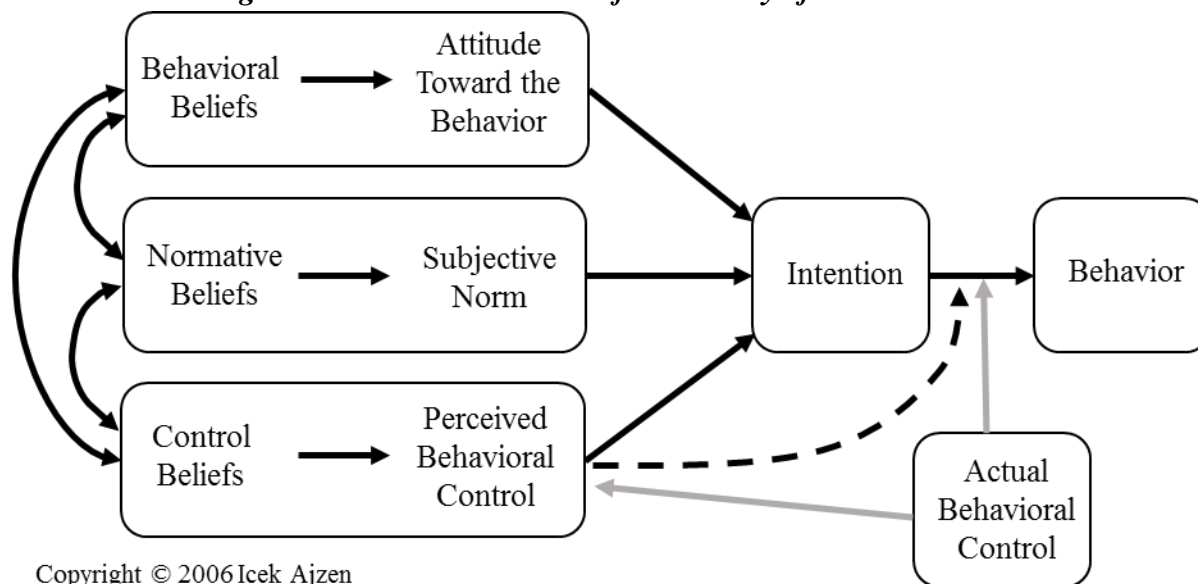 Behavioral
Beliefs
Attitude
Toward the
Behavior
Normative
Beliefs
Subjective
Norm
Intention
Behavior
Control
Beliefs
Perceived
Behavioral
Control
Actual
Behavioral
Control
Copyright © 2006 Icek Ajzen